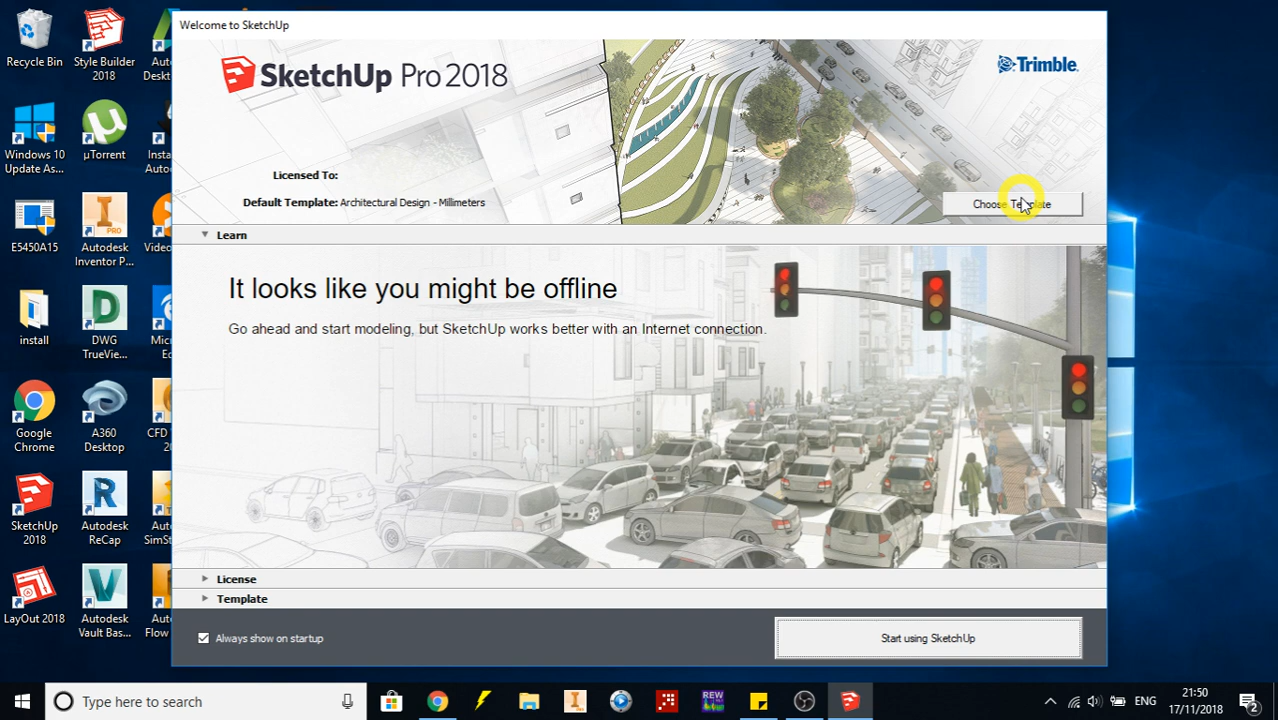 Welcome to SketchUp
SketchUp Pro 2018
Trimble.
Licensed To:
Default Template: Architectural Design - Millimeters
Choose Template
Learn
It looks like you might be offline
Go ahead and start modeling, but SketchUp works better with an Internet connection.
License
Template
Always show on startup
Start using SketchUp
Recycle Bin
Style Builder
2018
Windows 10
Update As...
µTorrent
E5450A15
Autodesk
Inventor P...
install
DWG
TrueVie...
Google
Chrome
A360
Desktop
SketchUp
2018
Autodesk
ReCap
LayOut 2018
Autodesk
Vault Bas...
Type here to search
REW
ENG
21:50
17/11/2018
2